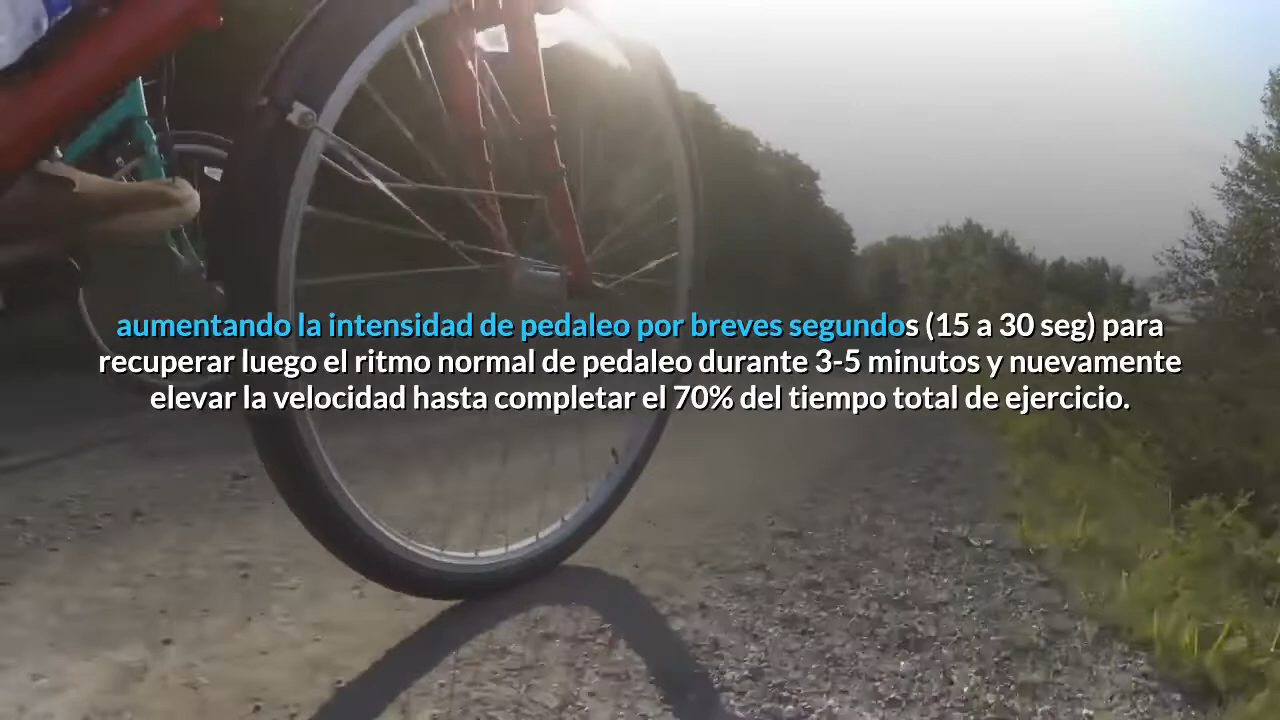 aumentando la intensidad de pedaleo por breves segundos (15 a 30 seg) para
recuperar luego el ritmo normal de pedaleo durante 3-5 minutos y nuevamente
elevar la velocidad hasta completar el 70% del tiempo total de ejercicio.